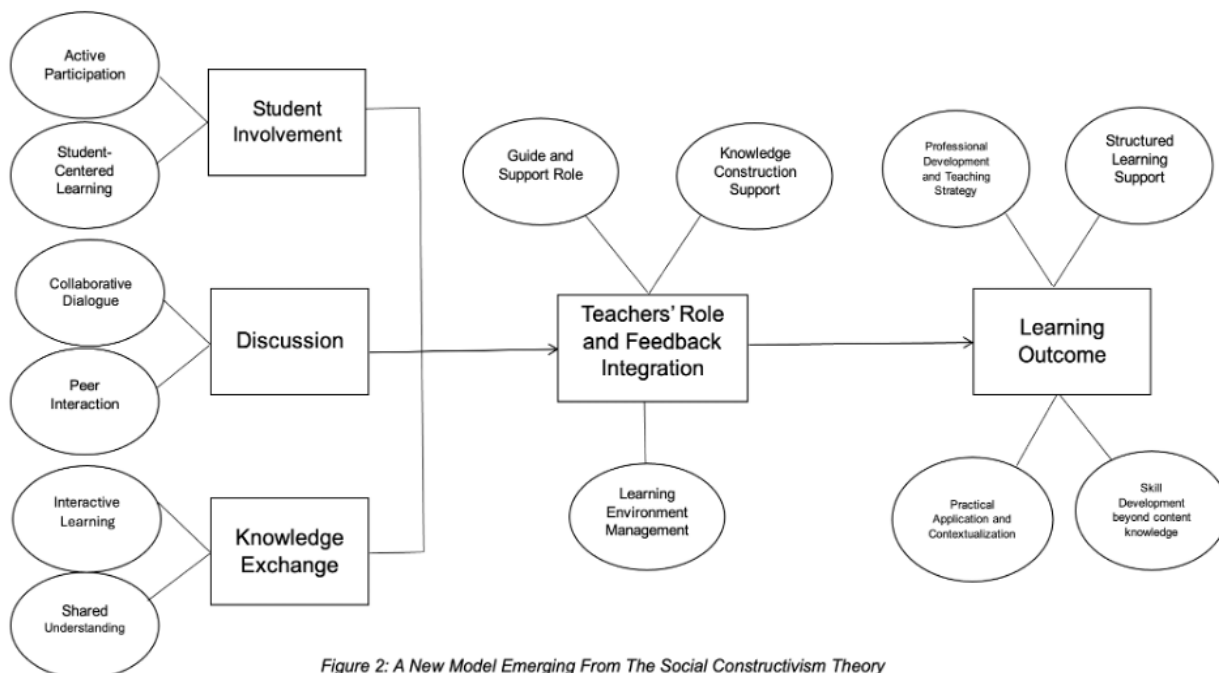 Active
Participation
Student
Involvement
Student-
Centered
Learning
Guide and
Support Role
Knowledge
Construction
Support
Professional
Development
and Teaching
Strategy
Structured
Learning
Support
Collaborative
Dialogue
Discussion
Peer
Interaction
Teachers’ Role
and Feedback
Integration
Learning
Outcome
Interactive
Learning
Knowledge
Exchange
Shared
Understanding
Learning
Environment
Management
Practical
Application and
Contextualization
Skill
Development
beyond content
knowledge
Figure 2: A New Model Emerging From The Social Constructivism Theory